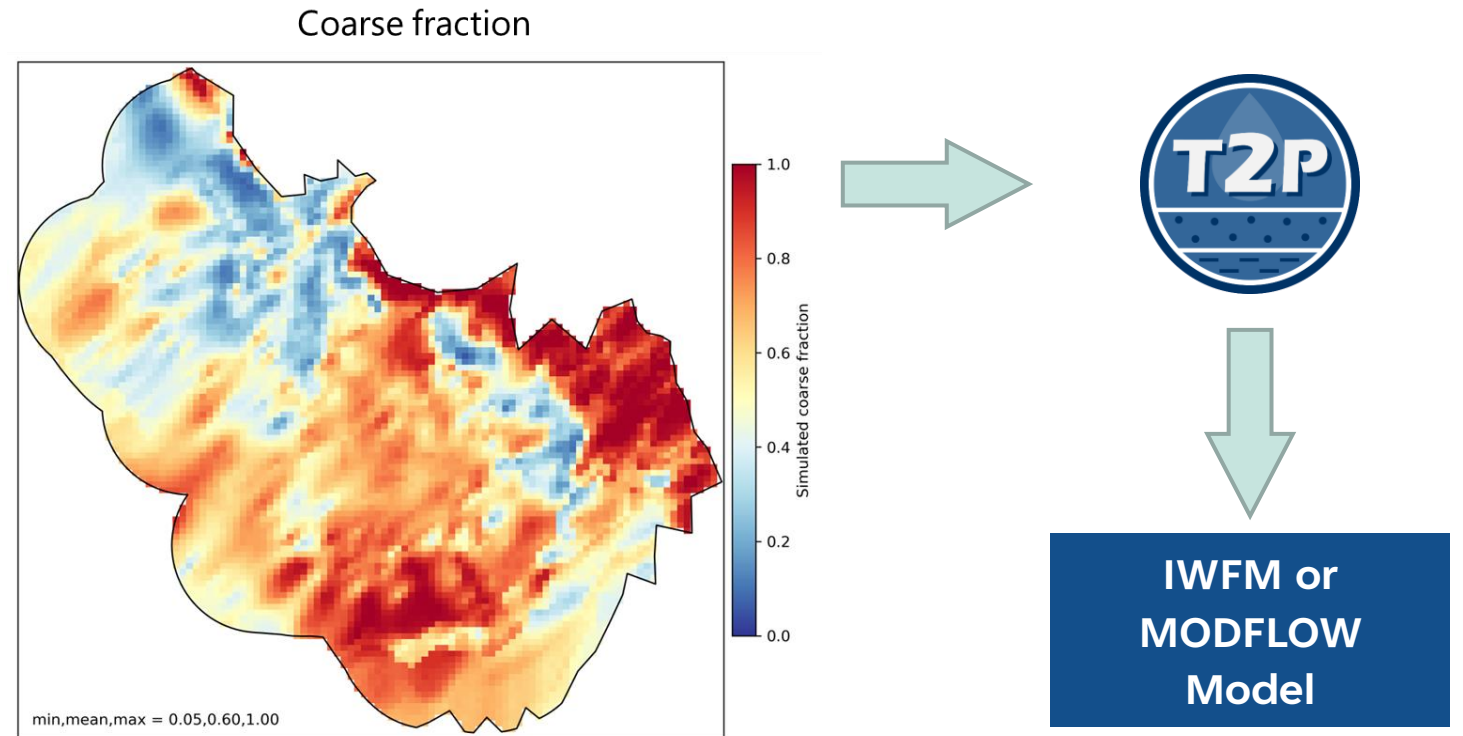 Coarse fraction
1.0
0.8
0.6
0.4
0.2
0.0
Simulated coarse fraction
min,mean,max = 0.05,0.60,1.00
T2P
IWFM or
MODFLOW
Model